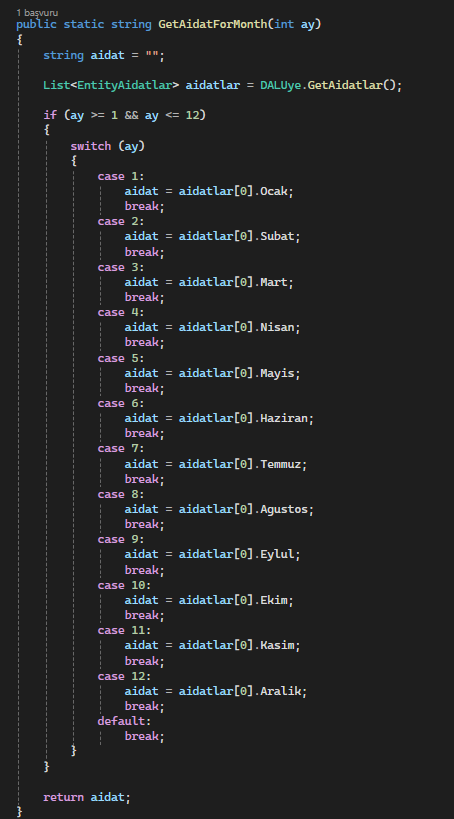 1 başvuru
public static string GetAidatForMonth(int ay)
{
    string aidat = "";

    List<EntityAidatlar> aidatlar = DALUye.GetAidatlar();

    if (ay >= 1 && ay <= 12)
    {
        switch (ay)
        {
            case 1:
                aidat = aidatlar[0].Ocak;
                break;
            case 2:
                aidat = aidatlar[0].Subat;
                break;
            case 3:
                aidat = aidatlar[0].Mart;
                break;
            case 4:
                aidat = aidatlar[0].Nisan;
                break;
            case 5:
                aidat = aidatlar[0].Mayis;
                break;
            case 6:
                aidat = aidatlar[0].Haziran;
                break;
            case 7:
                aidat = aidatlar[0].Temmuz;
                break;
            case 8:
                aidat = aidatlar[0].Agustos;
                break;
            case 9:
                aidat = aidatlar[0].Eylul;
                break;
            case 10:
                aidat = aidatlar[0].Ekim;
                break;
            case 11:
                aidat = aidatlar[0].Kasim;
                break;
            case 12:
                aidat = aidatlar[0].Aralik;
                break;
            default:
                break;
        }
    }

    return aidat;
}